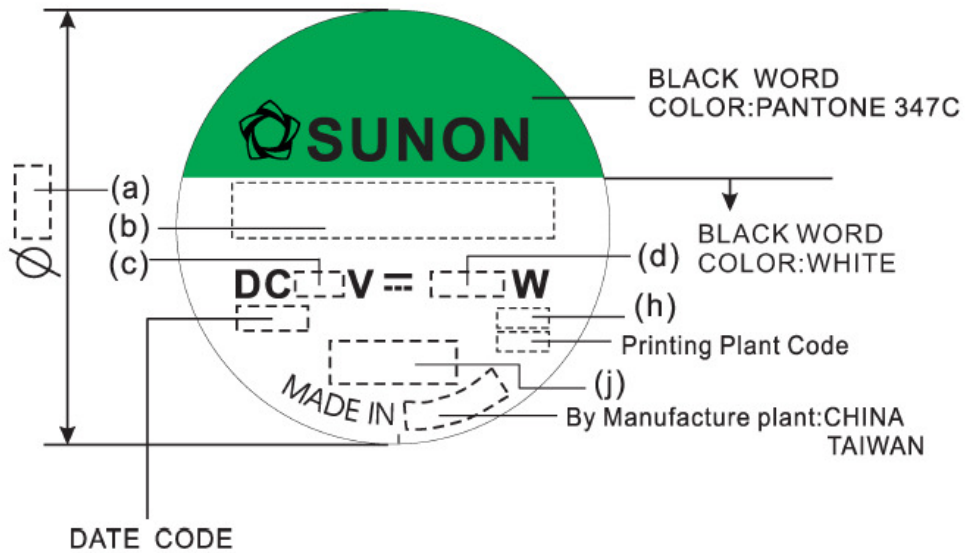 BLACK WORD
COLOR:PANTONE 347C
SUNON
(a)
(b)
Ø
BLACK WORD
COLOR:WHITE
(c)
(d)
DC V ⎓ W
(h)
Printing Plant Code
(j)
MADE IN
By Manufacture plant:CHINA
TAIWAN
DATE CODE